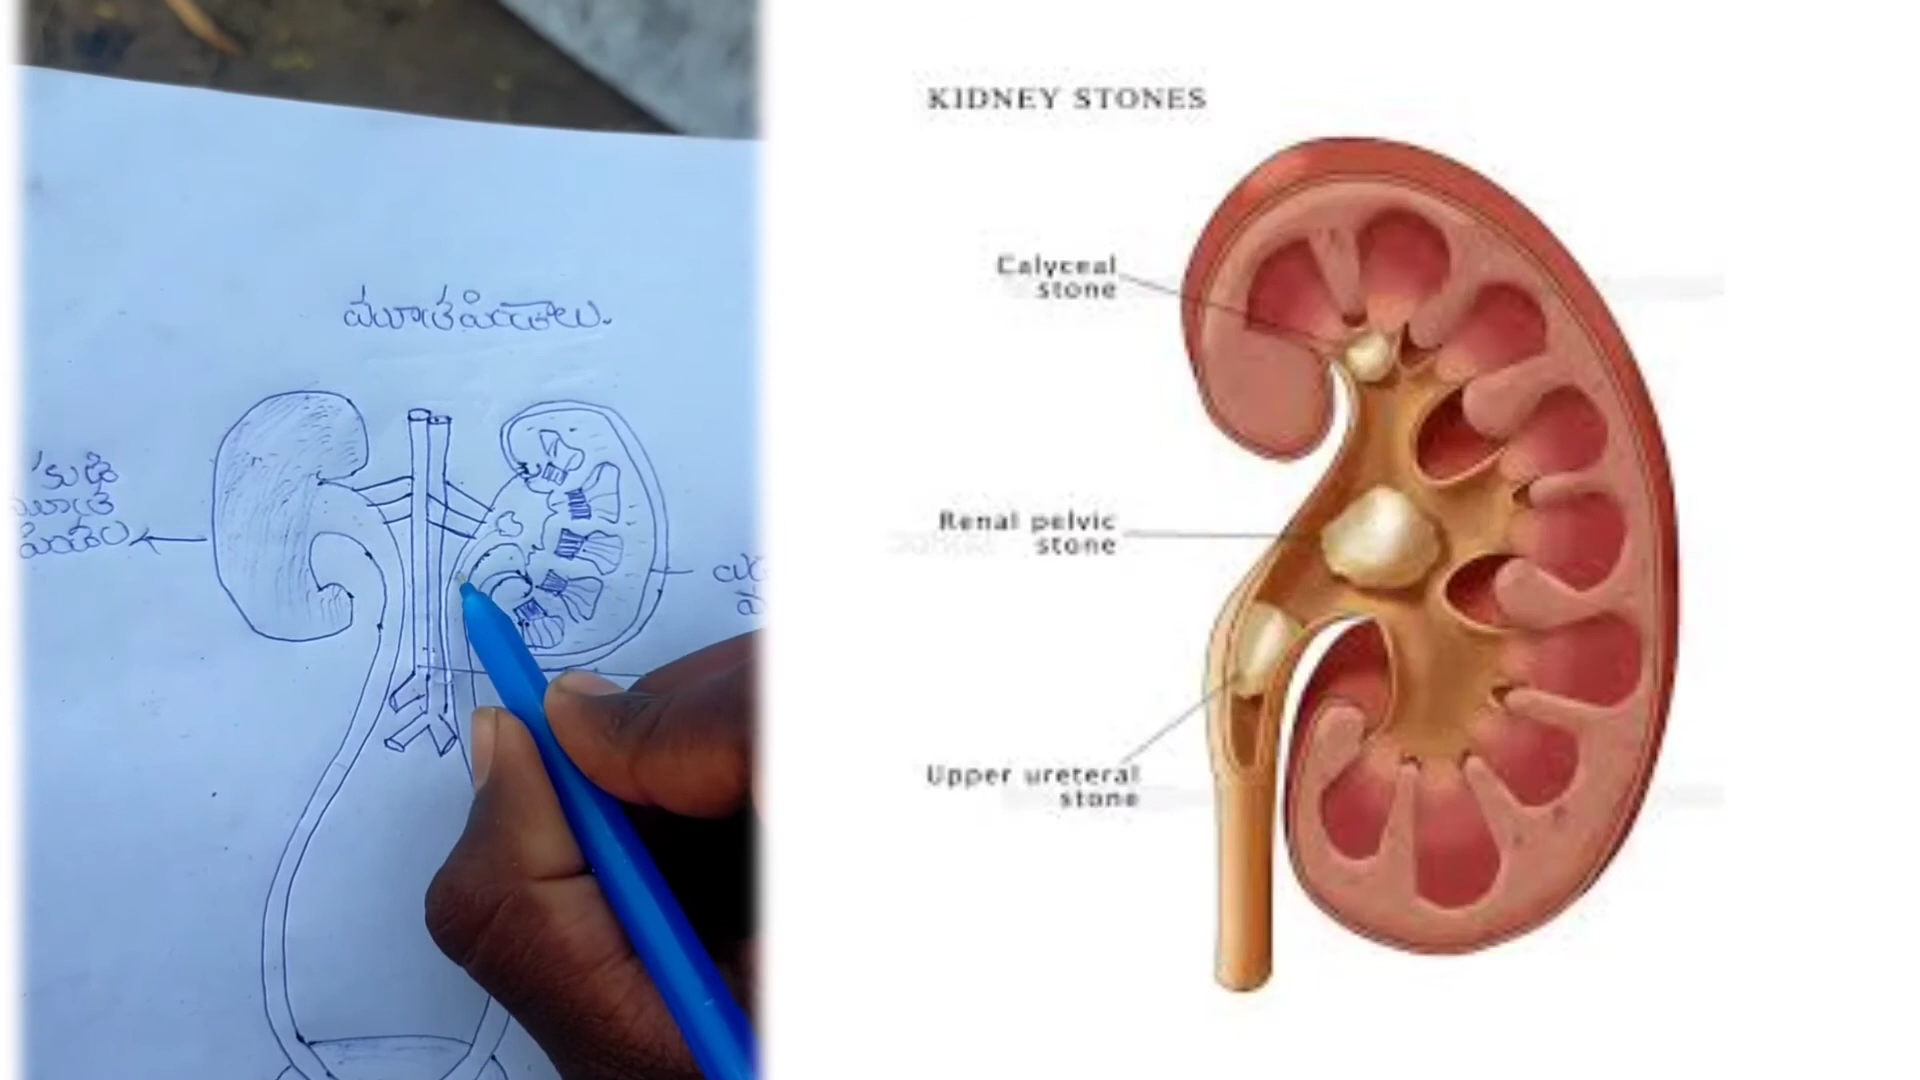 మూత్రపిండాలు.
కుడి
మూత్ర
పిండం
KIDNEY STONES
Calyceal
stone
Renal pelvic
stone
Upper ureteral
stone